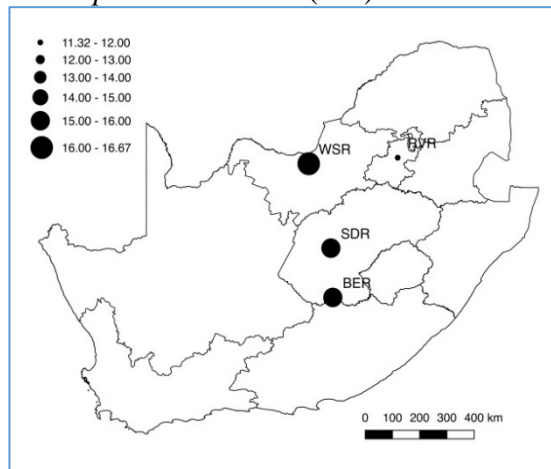 11.32 - 12.00
12.00 - 13.00
13.00 - 14.00
14.00 - 15.00
15.00 - 16.00
16.00 - 16.67
RVR
WSR
SDR
BER
0 100 200 300 400 km